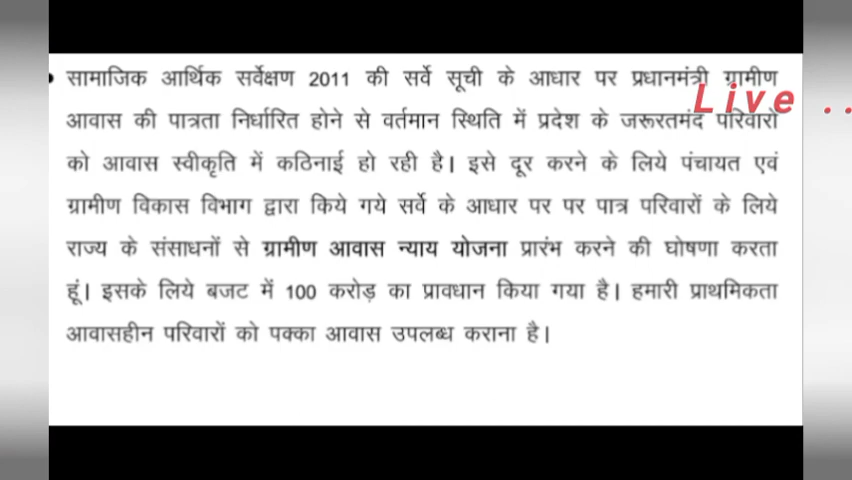 • सामाजिक आर्थिक सर्वेक्षण 2011 की सर्वे सूची के आधार पर प्रधानमंत्री ग्रामीण
Live ..
आवास की पात्रता निर्धारित होने से वर्तमान स्थिति में प्रदेश के जरूरतमंद परिवारों
को आवास स्वीकृति में कठिनाई हो रही है। इसे दूर करने के लिये पंचायत एवं
ग्रामीण विकास विभाग द्वारा किये गये सर्वे के आधार पर पर पात्र परिवारों के लिये
राज्य के संसाधनों से ग्रामीण आवास न्याय योजना प्रारंभ करने की घोषणा करता
हूं। इसके लिये बजट में 100 करोड़ का प्रावधान किया गया है। हमारी प्राथमिकता
आवासहीन परिवारों को पक्का आवास उपलब्ध कराना है।